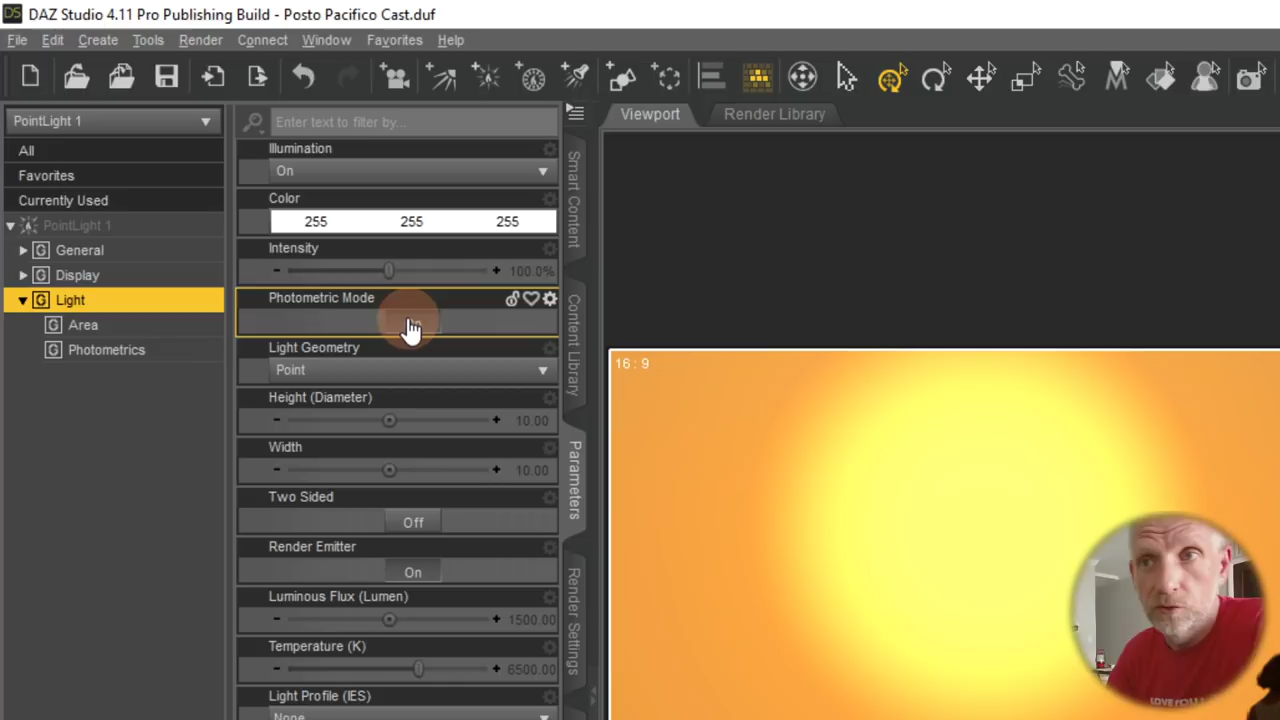 DAZ Studio 4.11 Pro Publishing Build - Posto Pacifico Cast.duf
File Edit Create Tools Render Connect Window Favorites Help
Viewport Render Library
PointLight 1
Enter text to filter by...
All
Favorites
Currently Used
PointLight 1
General
Display
Light
Area
Photometrics
Illumination
On
Color
255 255 255
Intensity
- + 100.0%
Photometric Mode
Light Geometry
Point
Height (Diameter)
- + 10.00
Width
- + 10.00
Two Sided
Off
Render Emitter
On
Luminous Flux (Lumen)
- + 1500.00
Temperature (K)
- + 6500.00
Light Profile (IES)
None
Smart Content
Content Library
Parameters
Render Settings
16 : 9